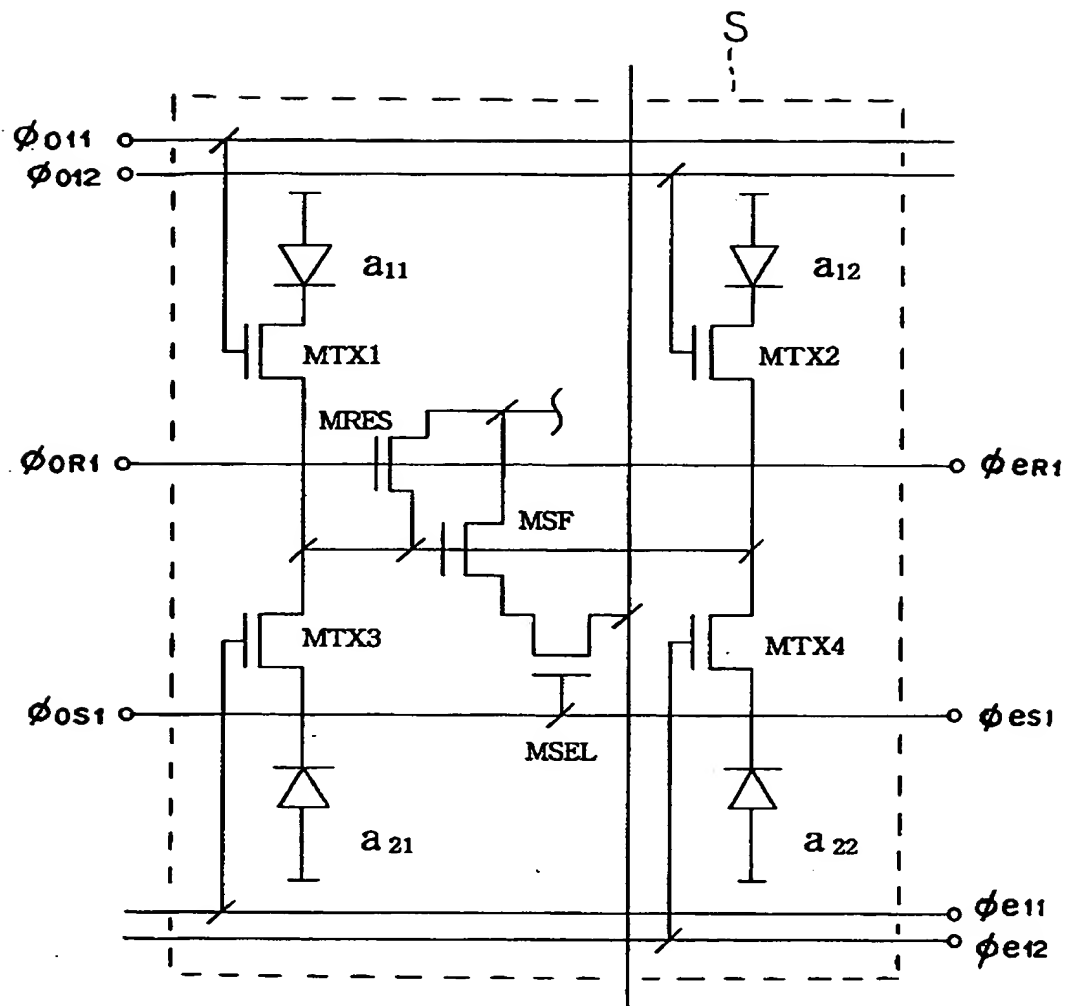 S
ϕ011
ϕ012
a11
a12
MTX1
MTX2
MRES
ϕ0R1
ϕeR1
MSF
MTX3
MTX4
ϕ0S1
ϕeS1
MSEL
a21
a22
ϕe11
ϕe12